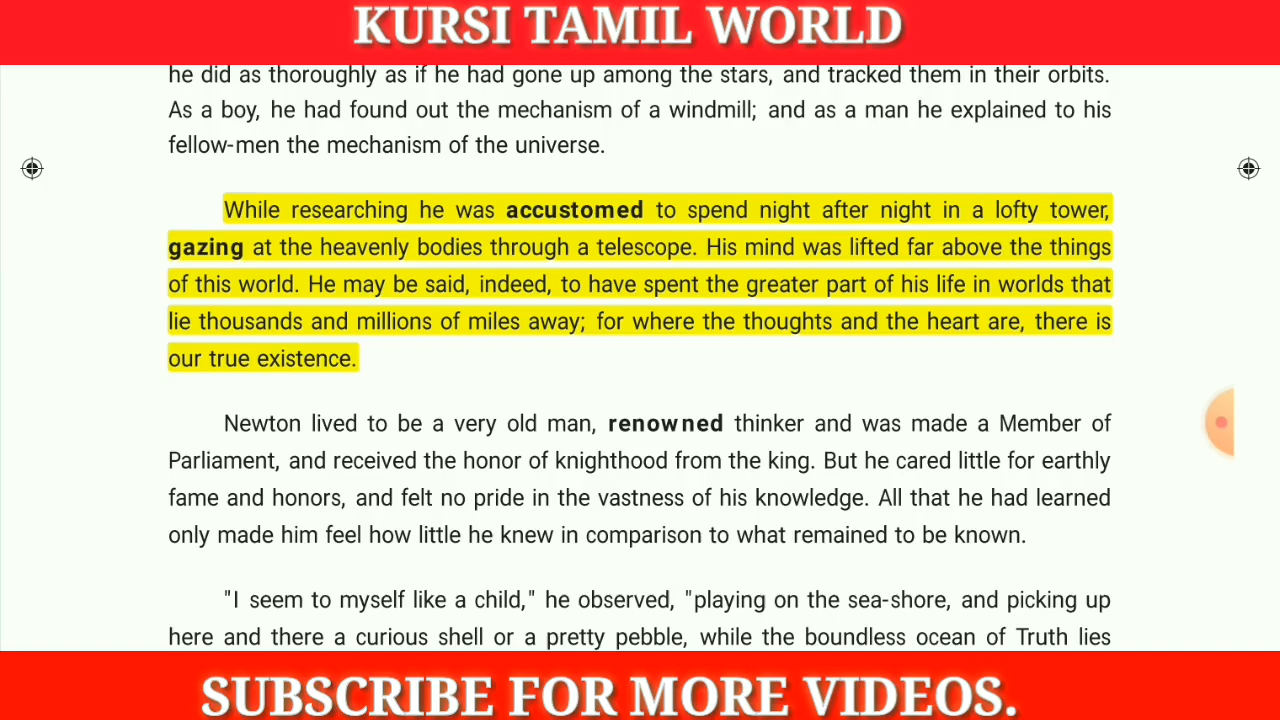 KURSI TAMIL WORLD
he did as thoroughly as if he had gone up among the stars, and tracked them in their orbits.
As a boy, he had found out the mechanism of a windmill; and as a man he explained to his
fellow-men the mechanism of the universe.
While researching he was accustomed to spend night after night in a lofty tower,
gazing at the heavenly bodies through a telescope. His mind was lifted far above the things
of this world. He may be said, indeed, to have spent the greater part of his life in worlds that
lie thousands and millions of miles away; for where the thoughts and the heart are, there is
our true existence.
Newton lived to be a very old man, renowned thinker and was made a Member of
Parliament, and received the honor of knighthood from the king. But he cared little for earthly
fame and honors, and felt no pride in the vastness of his knowledge. All that he had learned
only made him feel how little he knew in comparison to what remained to be known.
"I seem to myself like a child," he observed, "playing on the sea-shore, and picking up
here and there a curious shell or a pretty pebble, while the boundless ocean of Truth lies
SUBSCRIBE FOR MORE VIDEOS.